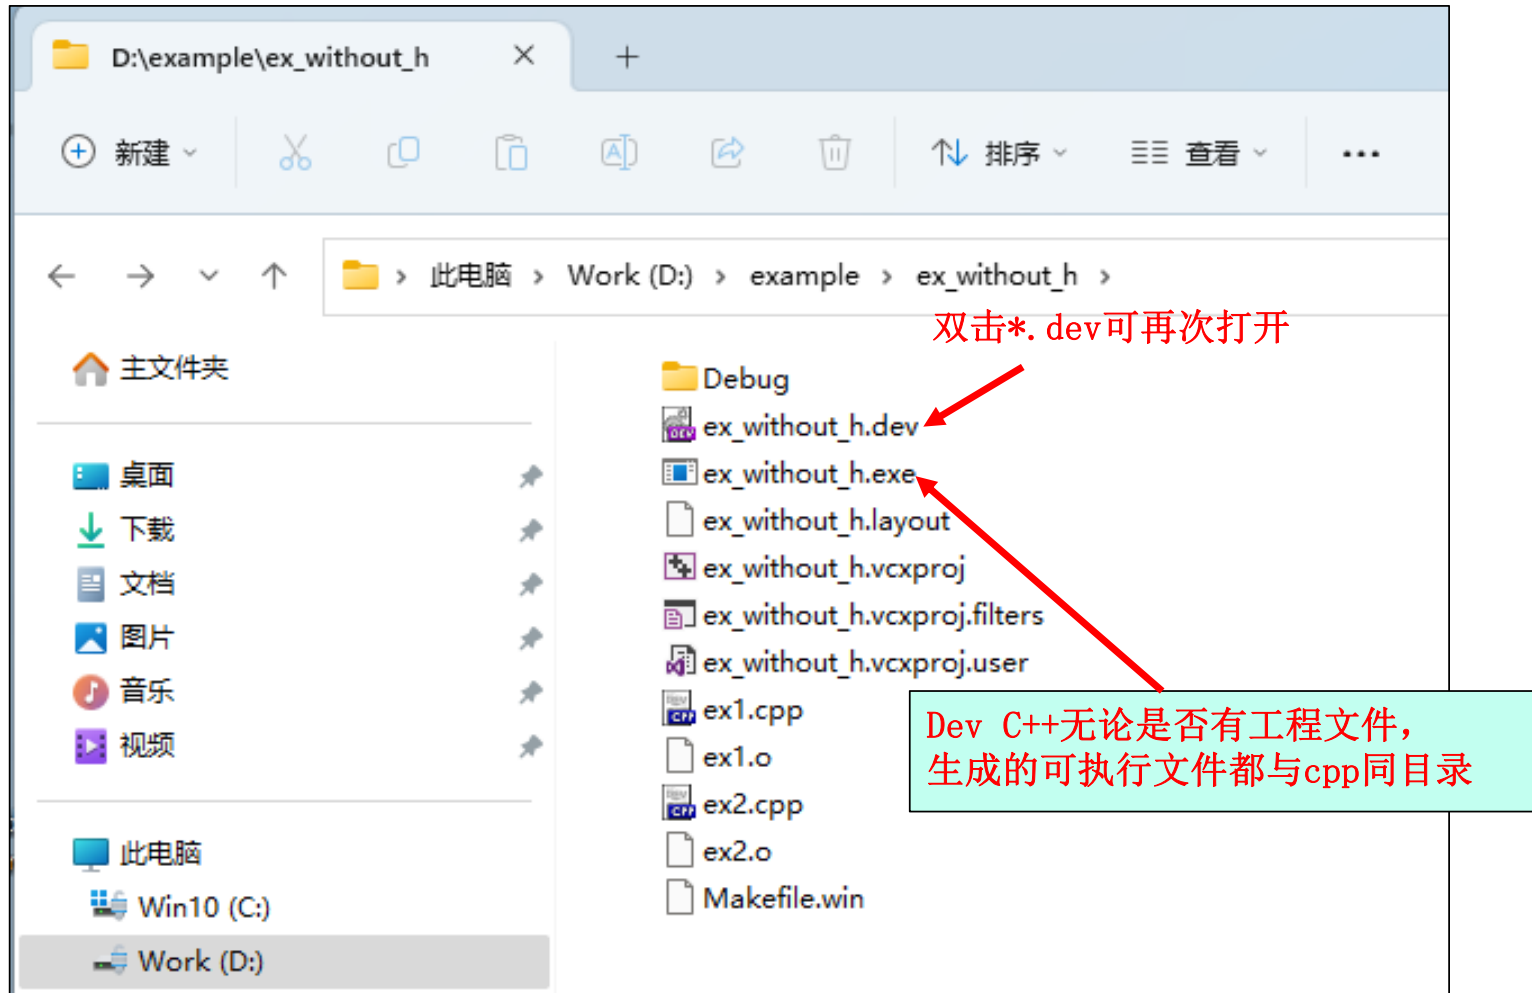 D:\example\ex_without_h
新建
排序
查看
此电脑 > Work (D:) > example > ex_without_h >
双击*.dev可再次打开
主文件夹
桌面
下载
文档
图片
音乐
视频
此电脑
Win10 (C:)
Work (D:)
Debug
ex_without_h.dev
ex_without_h.exe
ex_without_h.layout
ex_without_h.vcxproj
ex_without_h.vcxproj.filters
ex_without_h.vcxproj.user
ex1.cpp
ex1.o
ex2.cpp
ex2.o
Makefile.win
Dev C++无论是否有工程文件，
生成的可执行文件都与cpp同目录